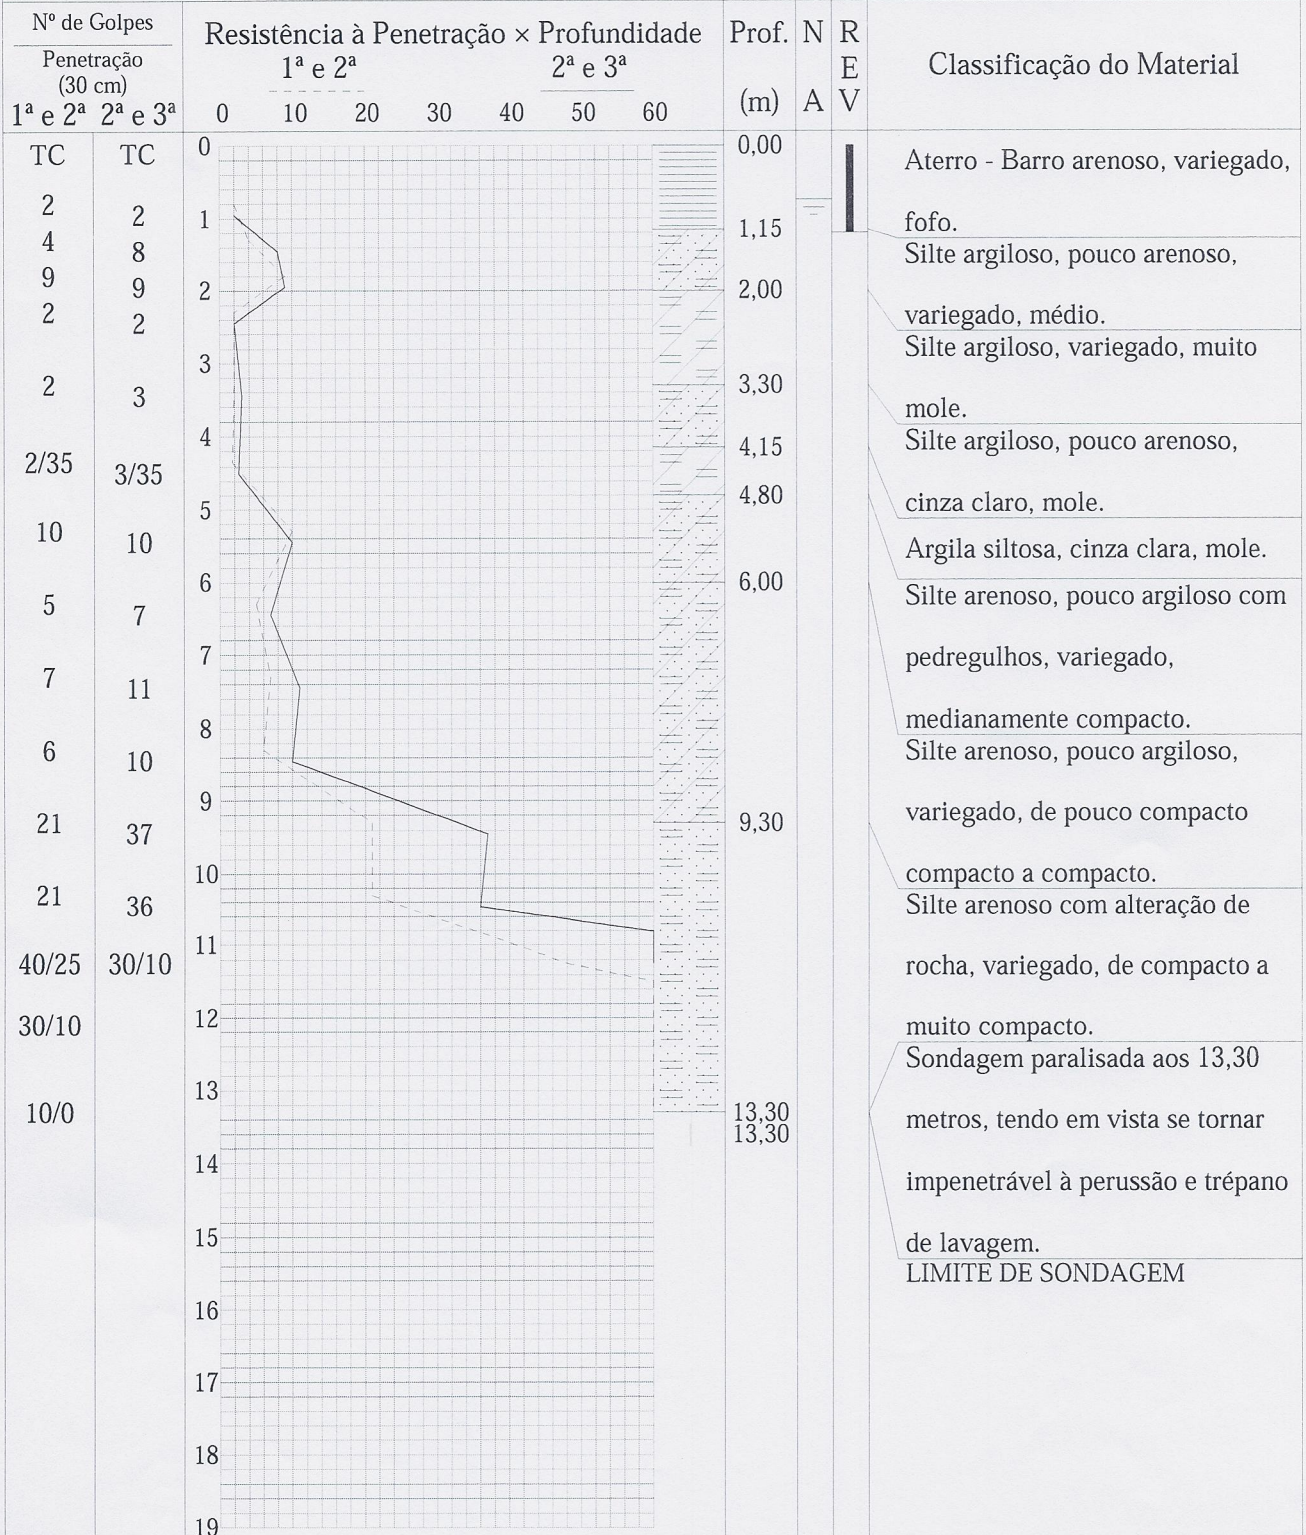 Nº de Golpes
Penetração
(30 cm)
1ª e 2ª 2ª e 3ª
Resistência à Penetração × Profundidade
1ª e 2ª 2ª e 3ª
0 10 20 30 40 50 60
Prof.
(m)
N
A
R
E
V
Classificação do Material
TC TC
2 2
4 8
9 9
2 2
2 3
2/35 3/35
10 10
5 7
7 11
6 10
21 37
21 36
40/25 30/10
30/10
10/0
0
1
2
3
4
5
6
7
8
9
10
11
12
13
14
15
16
17
18
19
0,00
1,15
2,00
3,30
4,15
4,80
6,00
9,30
13,30
13,30
Aterro - Barro arenoso, variegado,
fofo.
Silte argiloso, pouco arenoso,
variegado, médio.
Silte argiloso, variegado, muito
mole.
Silte argiloso, pouco arenoso,
cinza claro, mole.
Argila siltosa, cinza clara, mole.
Silte arenoso, pouco argiloso com
pedregulhos, variegado,
medianamente compacto.
Silte arenoso, pouco argiloso,
variegado, de pouco compacto
compacto a compacto.
Silte arenoso com alteração de
rocha, variegado, de compacto a
muito compacto.
Sondagem paralisada aos 13,30
metros, tendo em vista se tornar
impenetrável à perussão e trépano
de lavagem.
LIMITE DE SONDAGEM